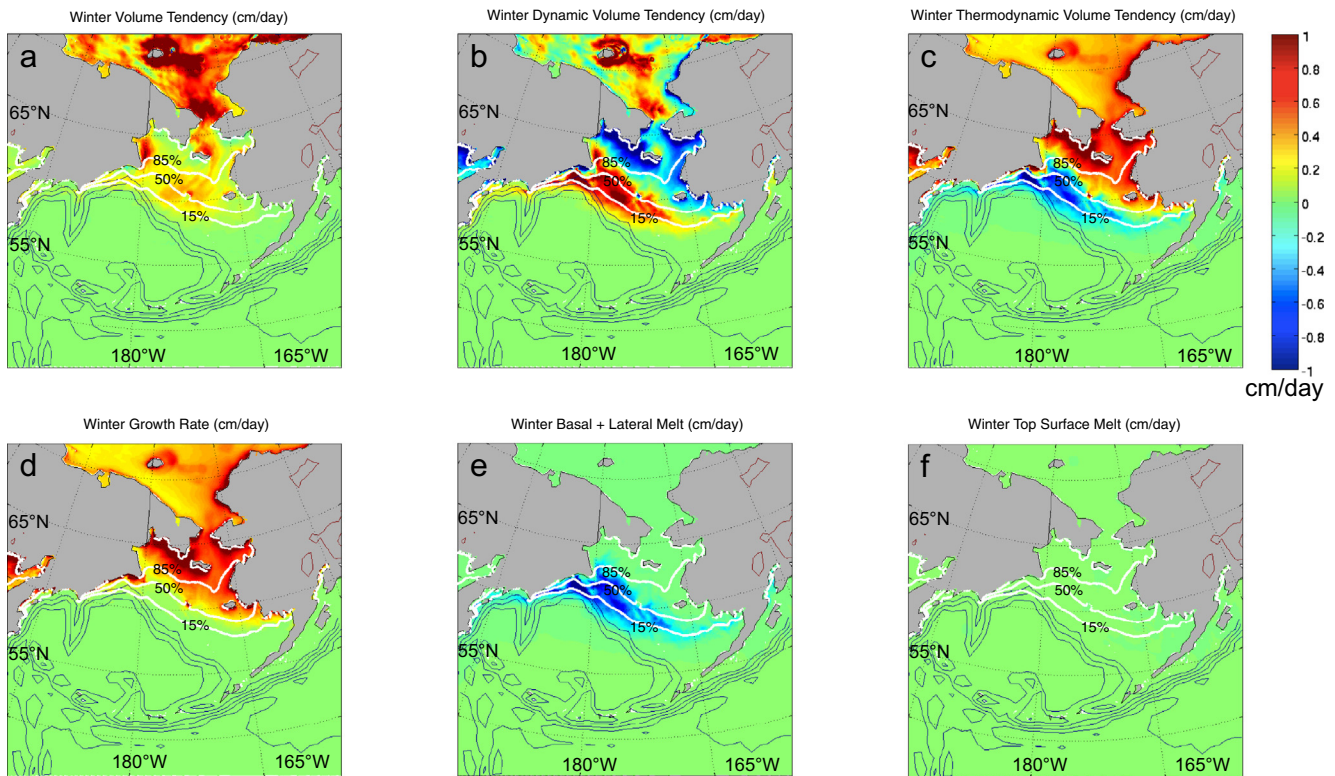 Winter Volume Tendency (cm/day)
Winter Dynamic Volume Tendency (cm/day)
Winter Thermodynamic Volume Tendency (cm/day)
a
65°N
55°N
85%
50%
15%
180°W
165°W
b
65°N
55°N
85%
50%
15%
180°W
165°W
c
65°N
55°N
85%
50%
15%
180°W
165°W
1
0.8
0.6
0.4
0.2
0
-0.2
-0.4
-0.6
-0.8
-1
cm/day
Winter Growth Rate (cm/day)
Winter Basal + Lateral Melt (cm/day)
Winter Top Surface Melt (cm/day)
d
65°N
55°N
85%
50%
15%
180°W
165°W
e
65°N
55°N
85%
50%
15%
180°W
165°W
f
65°N
55°N
85%
50%
15%
180°W
165°W